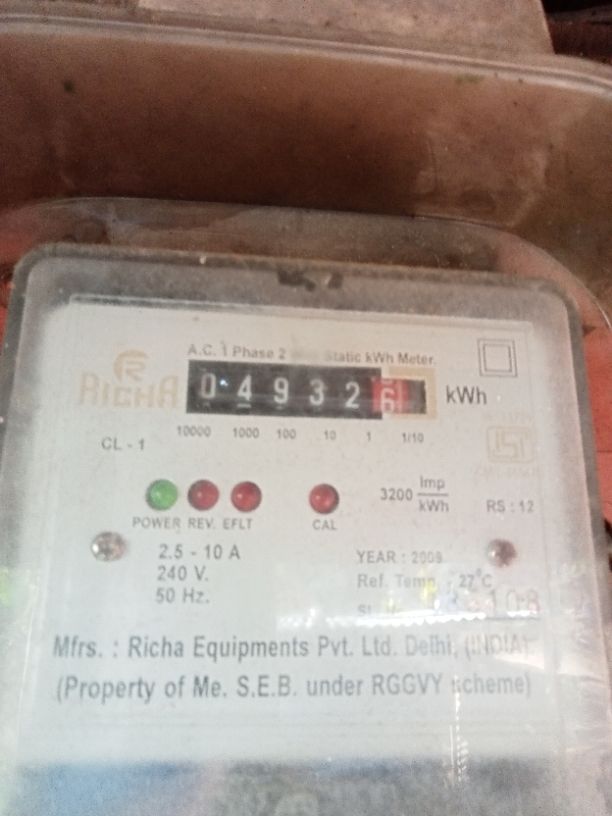 A.C. 1 Phase 2 Static kWh Meter.
RICHA
0 4 9 3 2 6 kWh
10000 1000 100 10 1 1/10
CL - 1
3200 Imp/kWh
RS : 12
POWER REV. EFLT CAL
2.5 - 10 A
240 V.
50 Hz.
YEAR : 2009
Ref. Temp. : 27°C
Mfrs. : Richa Equipments Pvt. Ltd. Delhi, (INDIA).
(Property of Me. S.E.B. under RGGVY scheme)